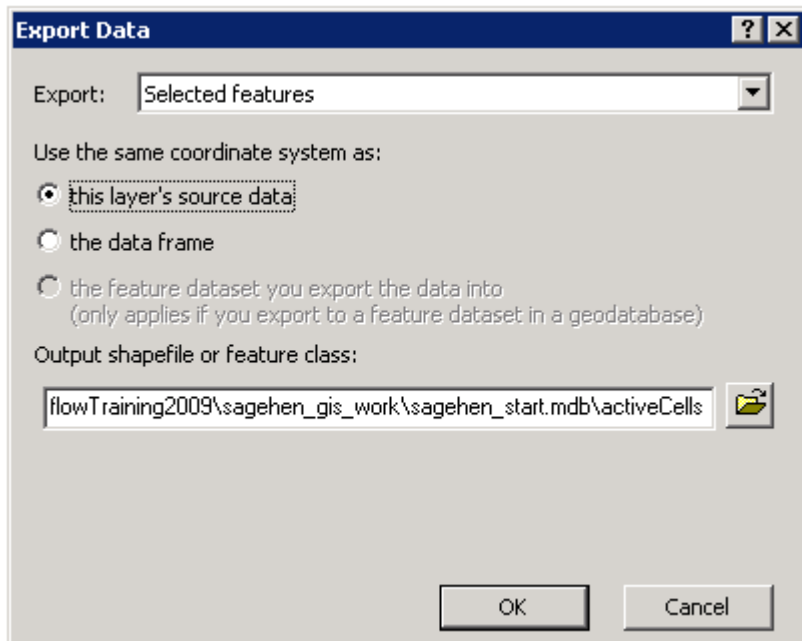 Export Data
Export: Selected features
Use the same coordinate system as:
this layer's source data
the data frame
the feature dataset you export the data into
(only applies if you export to a feature dataset in a geodatabase)
Output shapefile or feature class:
flowTraining2009\sagehen_gis_work\sagehen_start.mdb\activeCells
OK Cancel